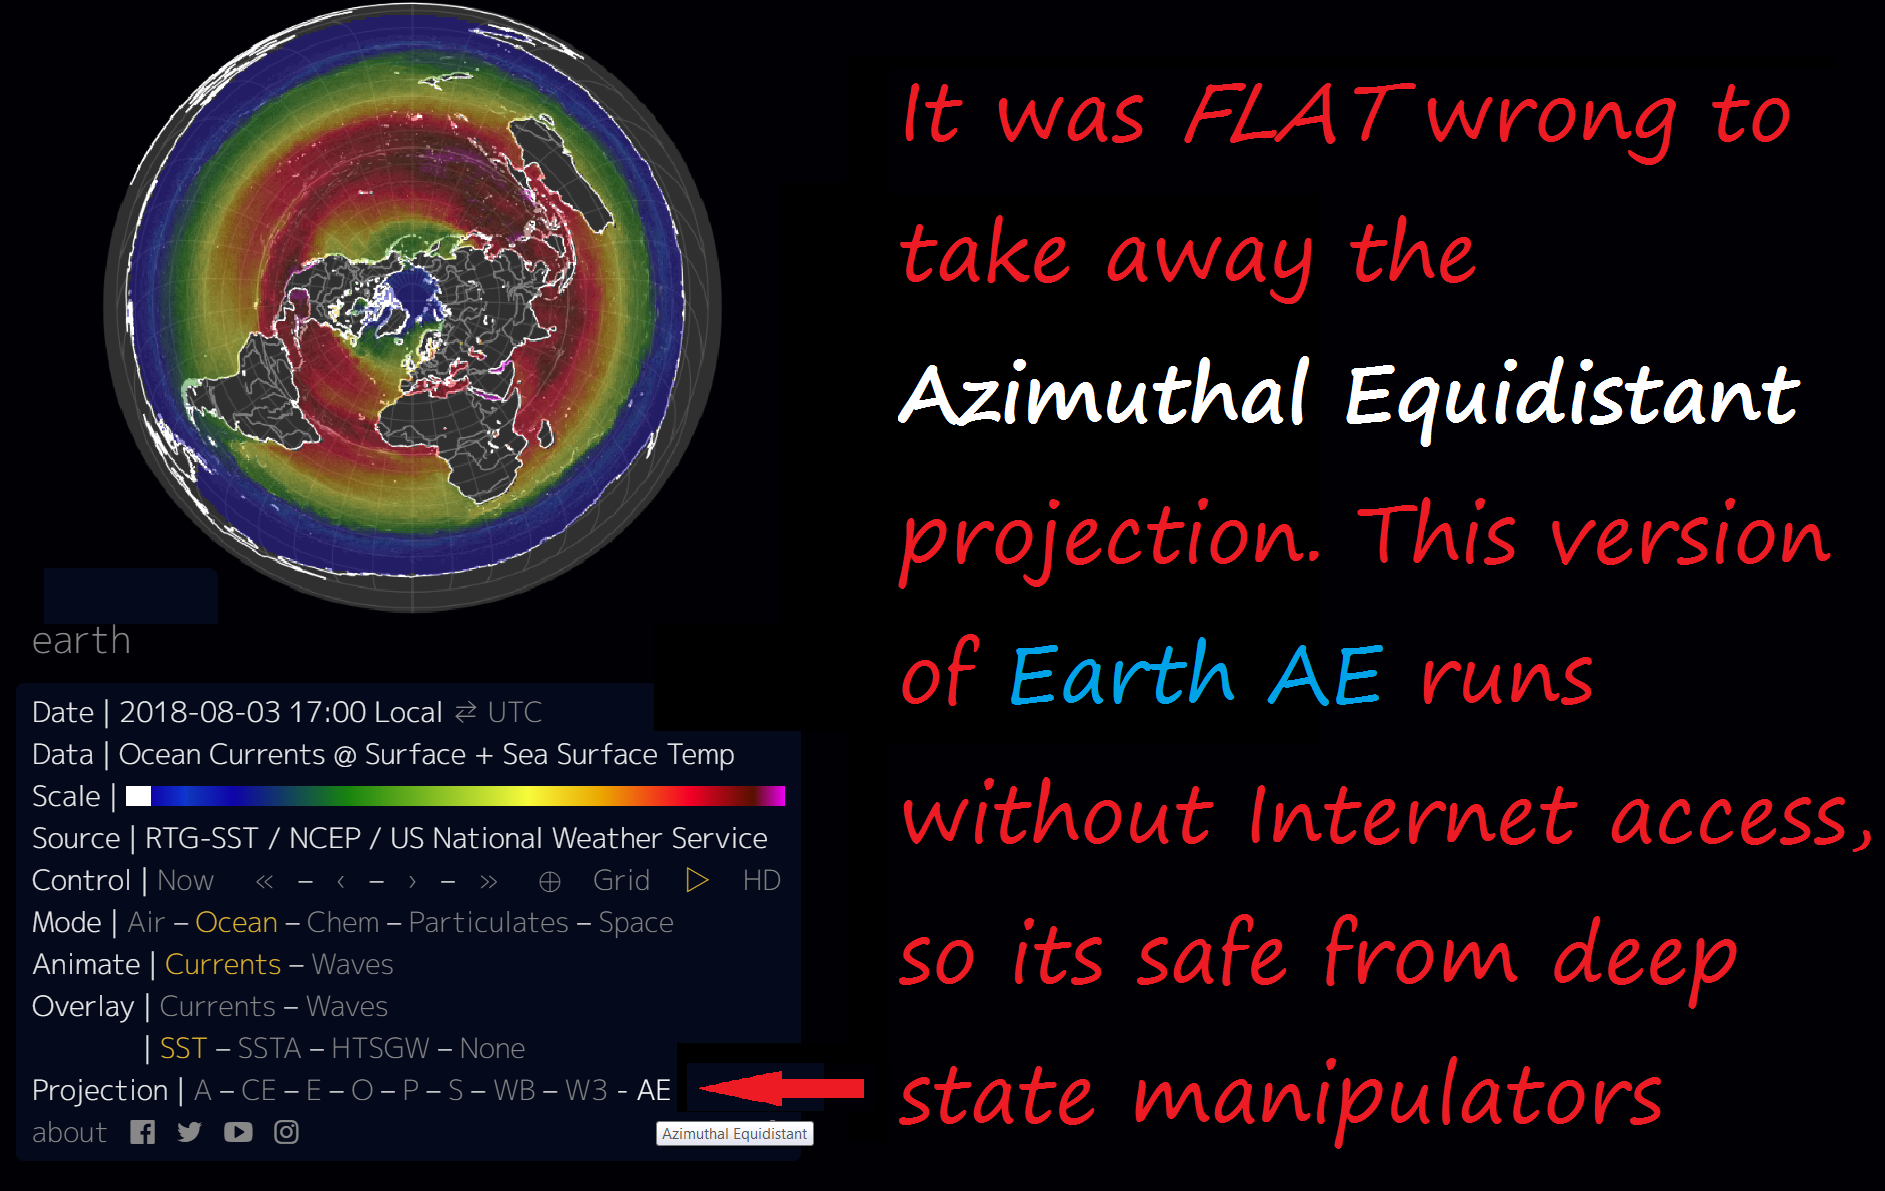 It was FLAT wrong to
take away the
Azimuthal Equidistant
projection. This version
of Earth AE runs
without Internet access,
so its safe from deep
state manipulators
earth
Date | 2018-08-03 17:00 Local ⇄ UTC
Data | Ocean Currents @ Surface + Sea Surface Temp
Scale |
Source | RTG-SST / NCEP / US National Weather Service
Control | Now « – ‹ – › – » ⊕ Grid ▷ HD
Mode | Air – Ocean – Chem – Particulates – Space
Animate | Currents – Waves
Overlay | Currents – Waves
| SST – SSTA – HTSGW – None
Projection | A – CE – E – O – P – S – WB – W3 - AE
about
Azimuthal Equidistant